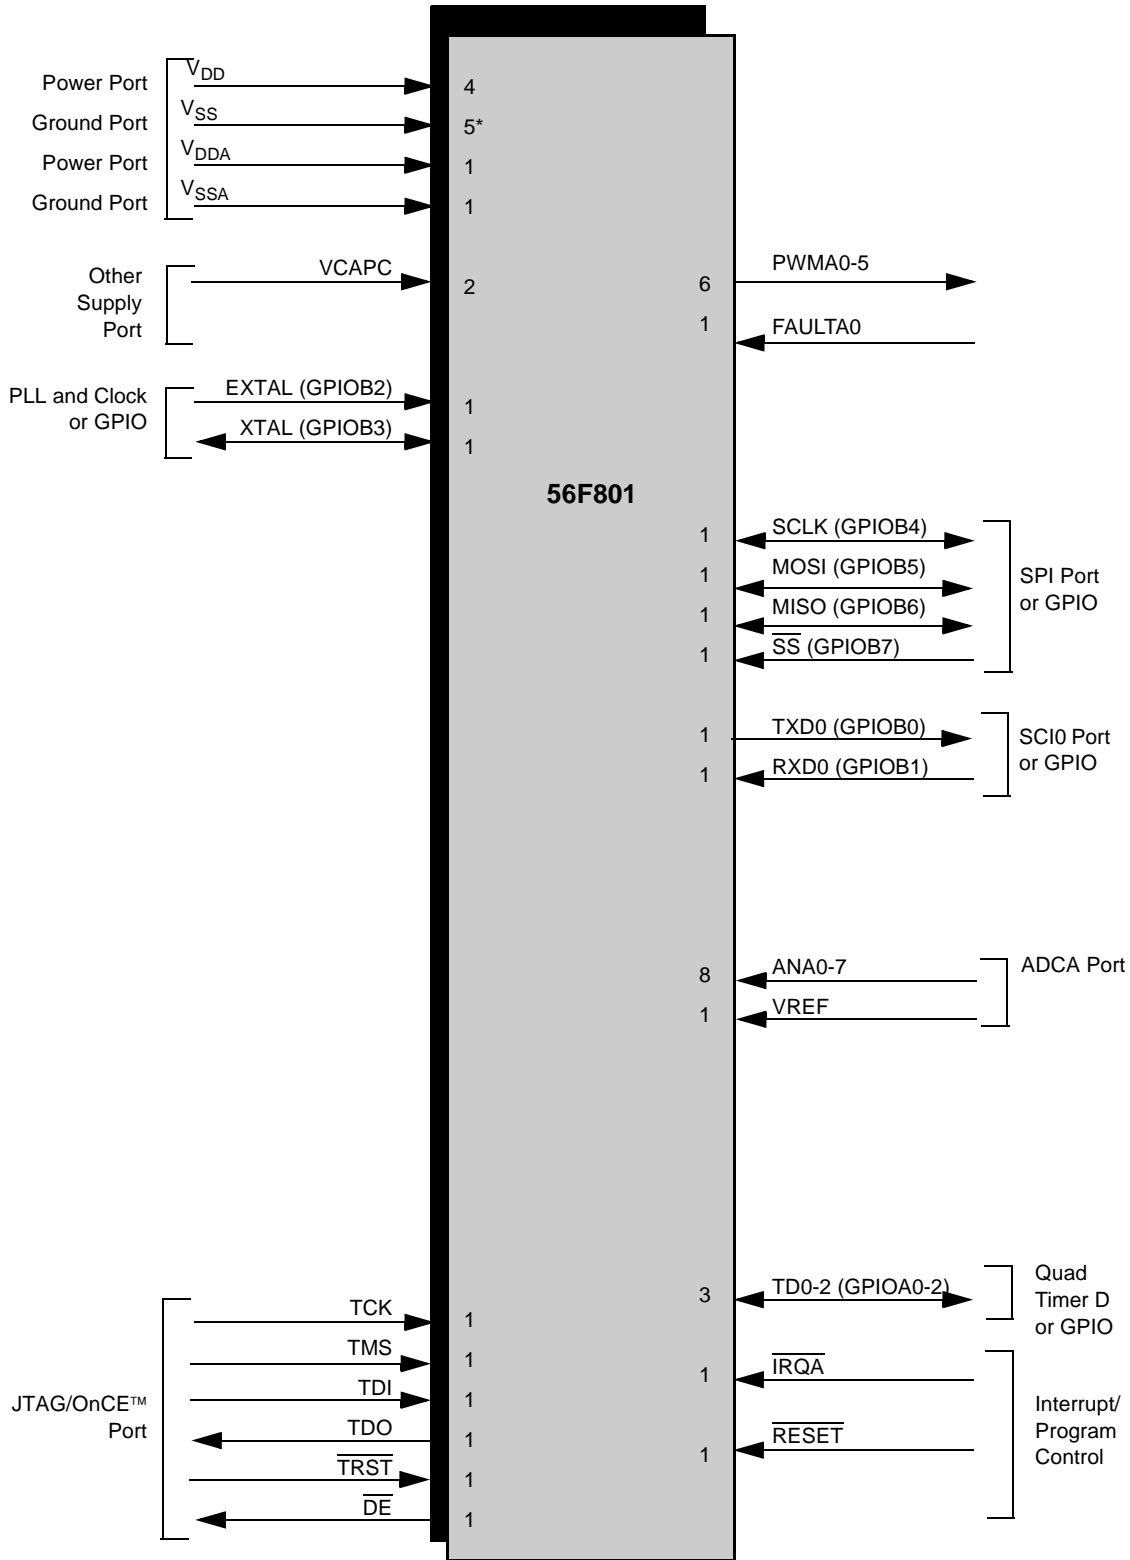 Power Port
V_DD
4
Ground Port
V_SS
5*
Power Port
V_DDA
1
Ground Port
V_SSA
1
Other
Supply
Port
VCAPC
2
PLL and Clock
or GPIO
EXTAL (GPIOB2)
1
XTAL (GPIOB3)
1
56F801
6
PWMA0-5
1
FAULTA0
1
SCLK (GPIOB4)
1
MOSI (GPIOB5)
1
MISO (GPIOB6)
1
S̅S̅ (GPIOB7)
SPI Port
or GPIO
1
TXD0 (GPIOB0)
1
RXD0 (GPIOB1)
SCI0 Port
or GPIO
8
ANA0-7
1
VREF
ADCA Port
3
TD0-2 (GPIOA0-2)
Quad
Timer D
or GPIO
1
I̅R̅Q̅A̅
1
R̅E̅S̅E̅T̅
Interrupt/
Program
Control
JTAG/OnCE™
Port
TCK
1
TMS
1
TDI
1
TDO
1
T̅R̅S̅T̅
1
D̅E̅
1